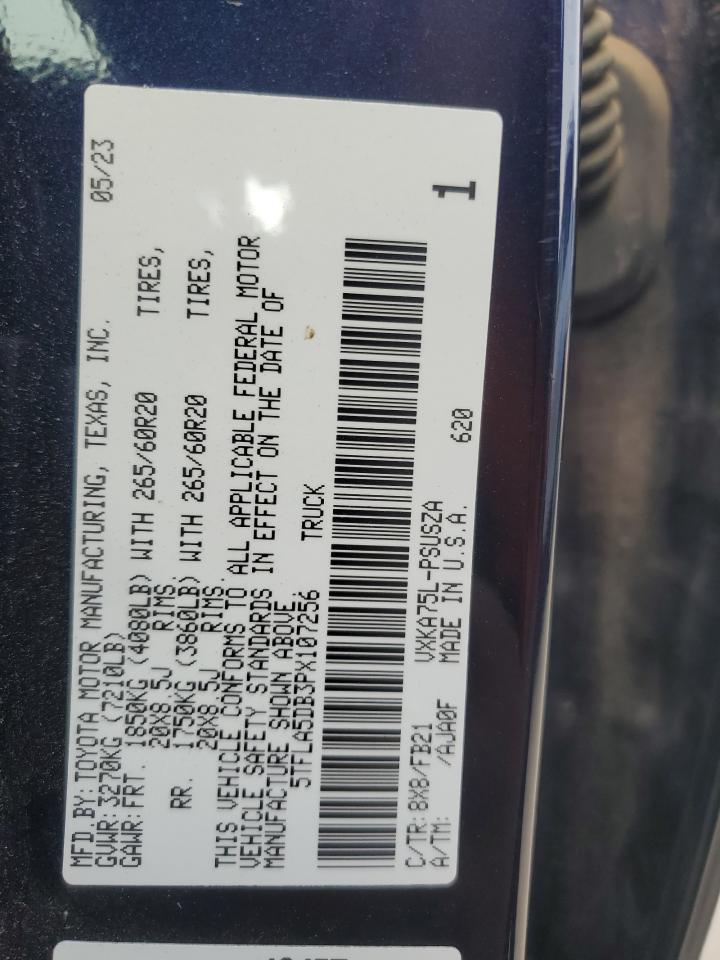 MFD.BY:TOYOTA MOTOR MANUFACTURING, TEXAS, INC. 05/23
GVWR:3270KG (7210LB)
GAWR:FRT. 1850KG (4080LB) WITH 265/60R20 TIRES,
20X8.5J RIMS.
RR. 1750KG (3860LB) WITH 265/60R20 TIRES,
20X8.5J RIMS.
THIS VEHICLE CONFORMS TO ALL APPLICABLE FEDERAL MOTOR
VEHICLE SAFETY STANDARDS IN EFFECT ON THE DATE OF
MANUFACTURE SHOWN ABOVE.
5TFLA5DB3PX107256 TRUCK
1
C/TR:8X8/FB21 VXKA75L-PSUSZA 620
A/TM: /AJA0F MADE IN U.S.A.